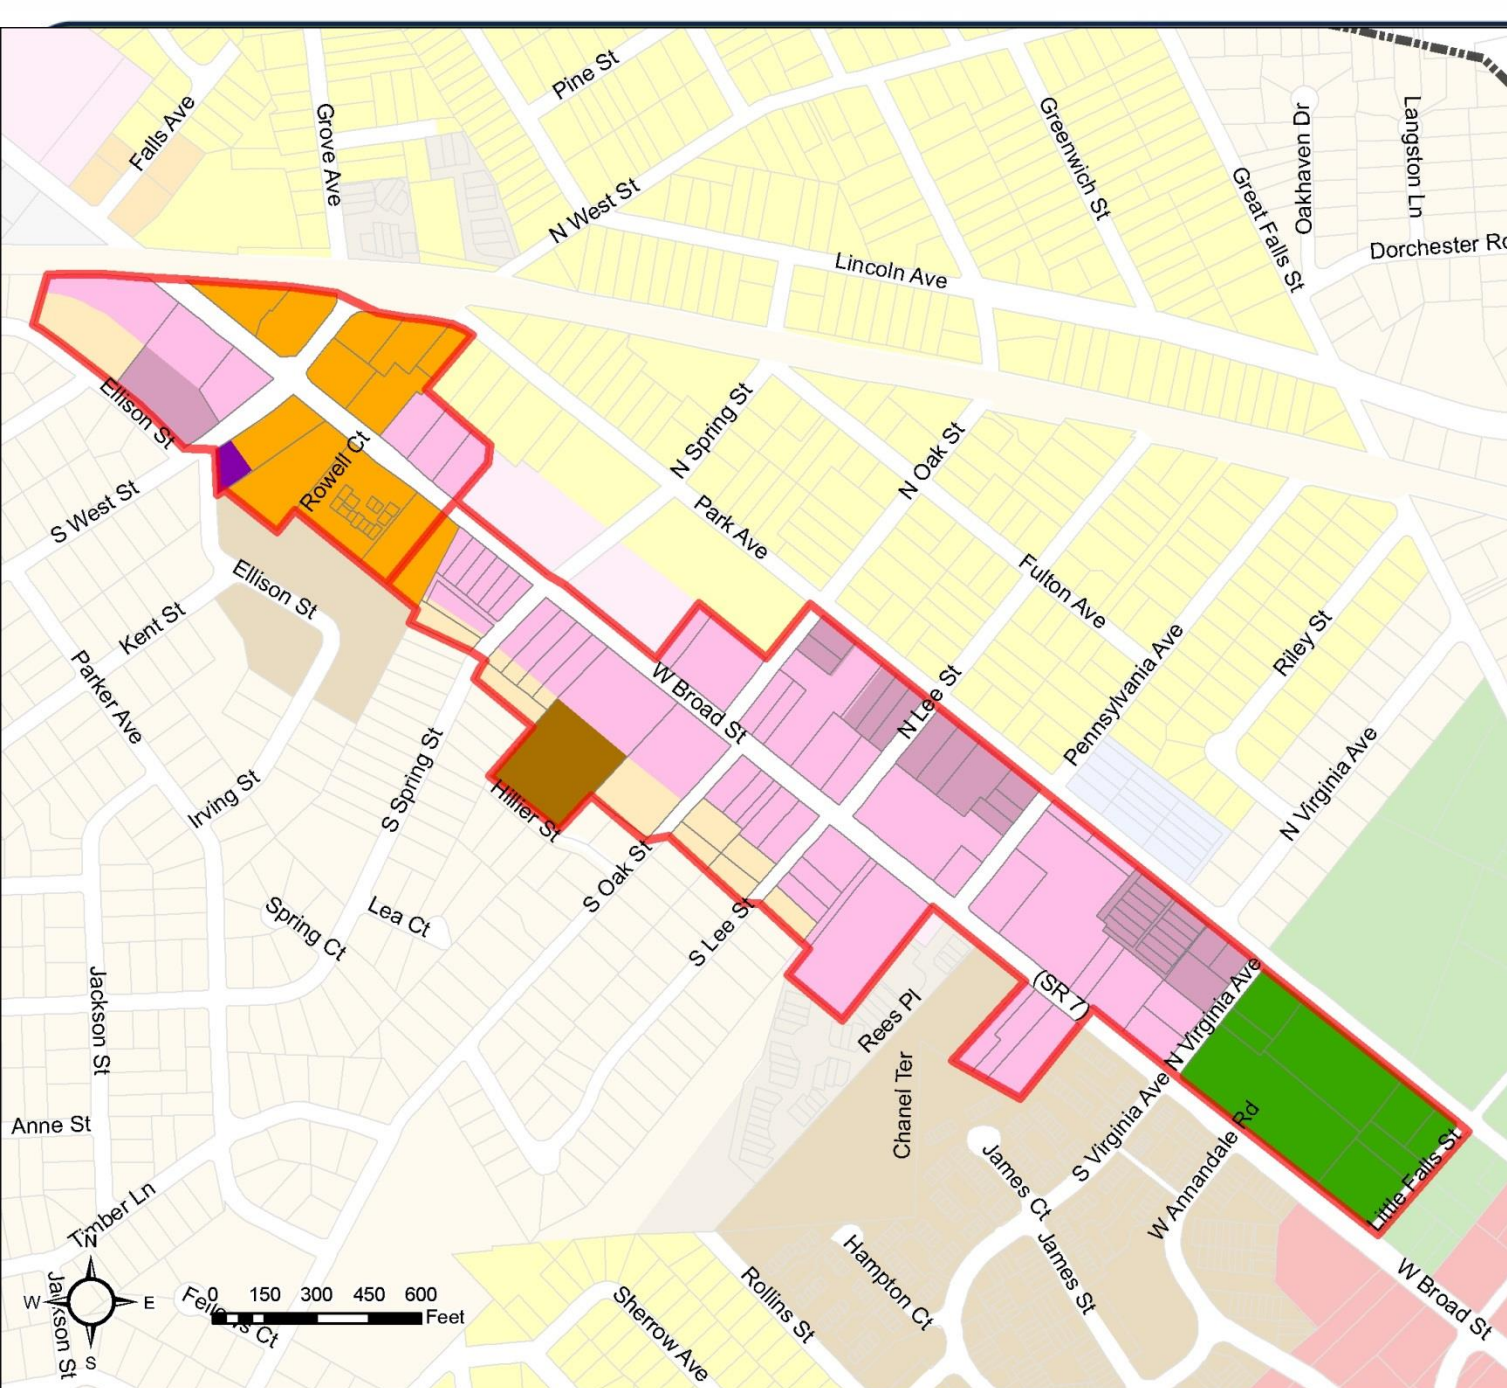 Pine St
Falls Ave
Grove Ave
Greenwich St
Oakhaven Dr
Langston Ln
N West St
Great Falls St
Dorchester Rd
Lincoln Ave
Ellison St
N Spring St
N Oak St
Rowell Ct
S West St
Park Ave
Ellison St
Fulton Ave
Kent St
Riley St
Pennsylvania Ave
Parker Ave
W Broad St
N Lee St
N Virginia Ave
S Spring St
Irving St
Hillier St
S Oak St
Lea Ct
Spring Ct
S Lee St
Jackson St
(SR 7)
Rees Pl
N Virginia Ave
Chanel Ter
Anne St
S Virginia Ave
W Annandale Rd
Little Falls St
James Ct
Timber Ln
James St
Hampton Ct
W Broad St
Rollins St
Sherrow Ave
Jackson St
N
W E
S
0 150 300 450 600
Feet